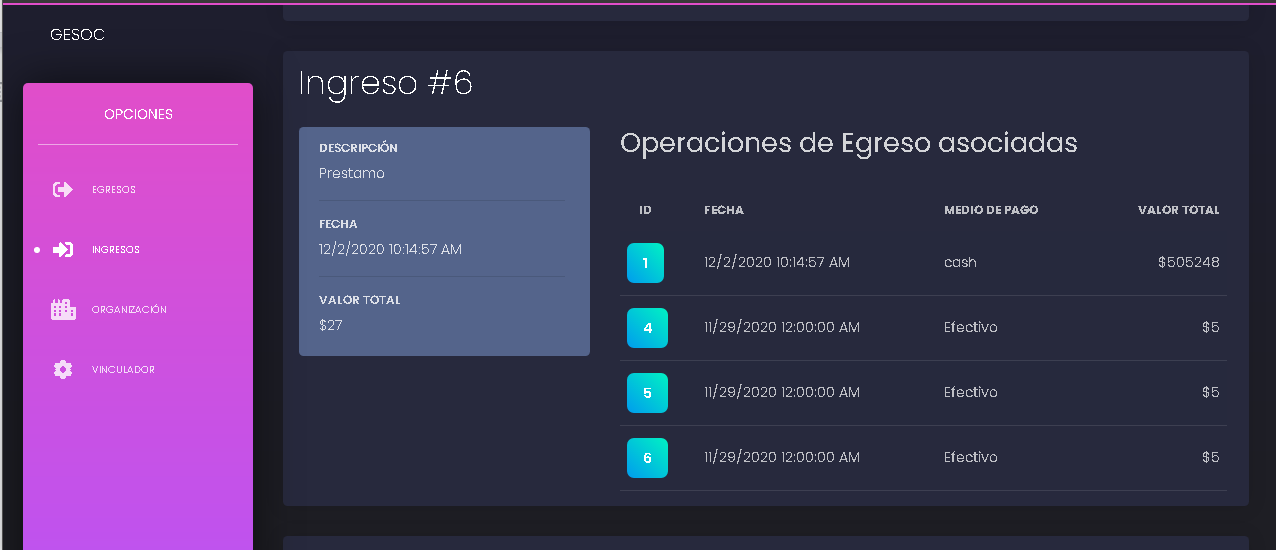 GESOC
OPCIONES
EGRESOS
INGRESOS
ORGANIZACIÓN
VINCULADOR
Ingreso #6
DESCRIPCIÓN
Prestamo
FECHA
12/2/2020 10:14:57 AM
VALOR TOTAL
$27
Operaciones de Egreso asociadas
ID FECHA MEDIO DE PAGO VALOR TOTAL
1 12/2/2020 10:14:57 AM cash $505248
4 11/29/2020 12:00:00 AM Efectivo $5
5 11/29/2020 12:00:00 AM Efectivo $5
6 11/29/2020 12:00:00 AM Efectivo $5